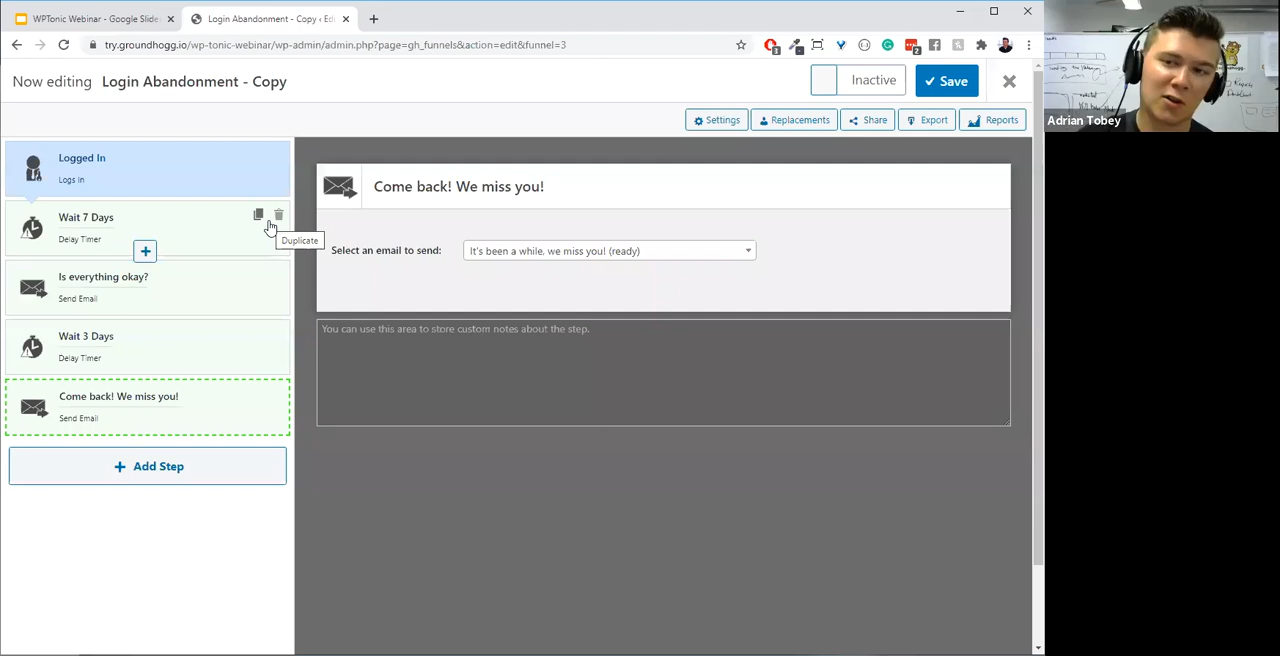 WPTonic Webinar - Google Slide
Login Abandonment - Copy ‹ Edi
try.groundhogg.io/wp-tonic-webinar/wp-admin/admin.php?page=gh_funnels&action=edit&funnel=3
Now editing Login Abandonment - Copy
Inactive
Save
Settings
Replacements
Share
Export
Reports
Adrian Tobey
Logged In
Logs In
Wait 7 Days
Delay Timer
Duplicate
Is everything okay?
Send Email
Wait 3 Days
Delay Timer
Come back! We miss you!
Send Email
Add Step
Come back! We miss you!
Select an email to send:
It's been a while, we miss you! (ready)
You can use this area to store custom notes about the step.